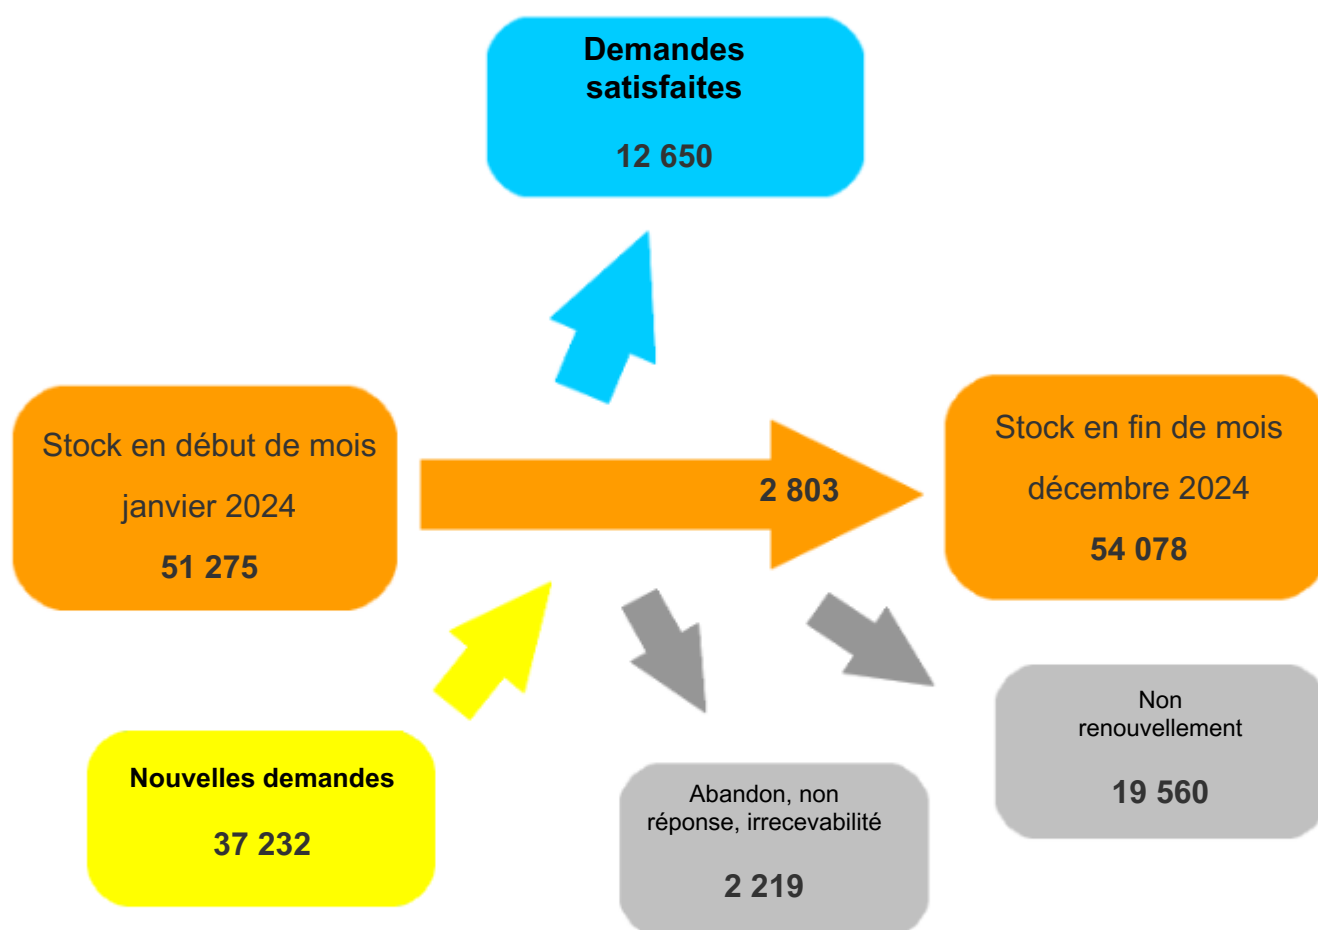 Demandes
satisfaites
12 650
Stock en début de mois
janvier 2024
51 275
2 803
Stock en fin de mois
décembre 2024
54 078
Nouvelles demandes
37 232
Abandon, non
réponse, irrecevabilité
2 219
Non
renouvellement
19 560